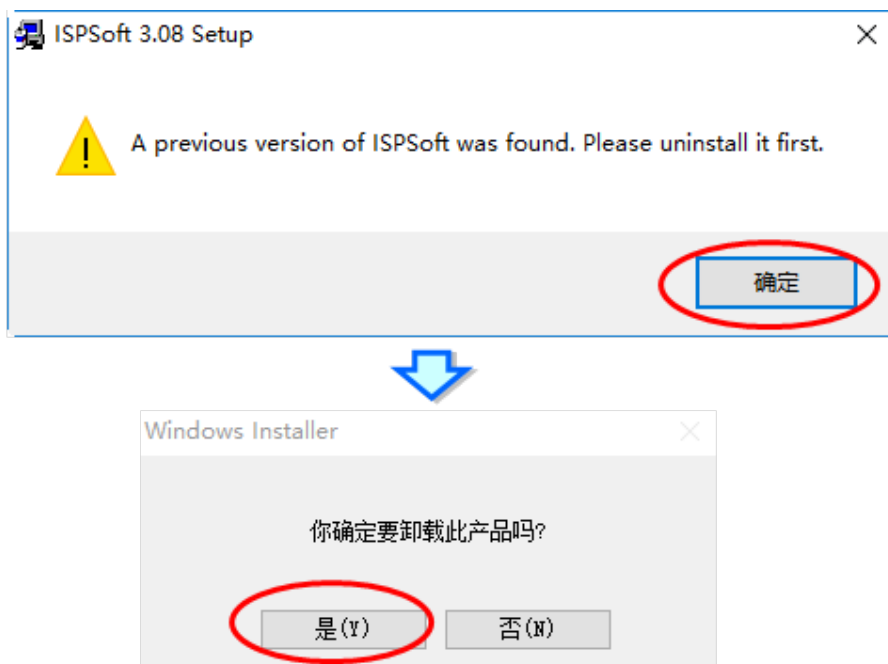 ISPSoft 3.08 Setup
A previous version of ISPSoft was found. Please uninstall it first.
确定
Windows Installer
你确定要卸载此产品吗?
是(Y) 否(N)